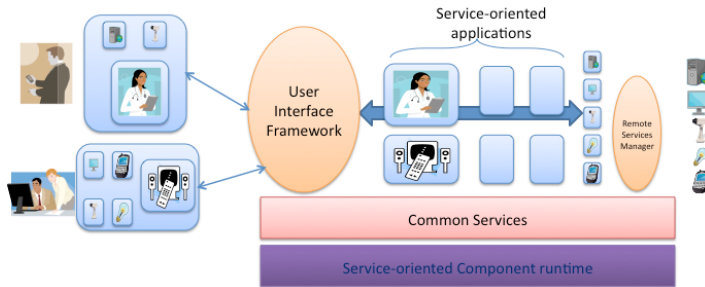 Service-oriented
applications
User
Interface
Framework
Remote
Services
Manager
Common Services
Service-oriented Component runtime